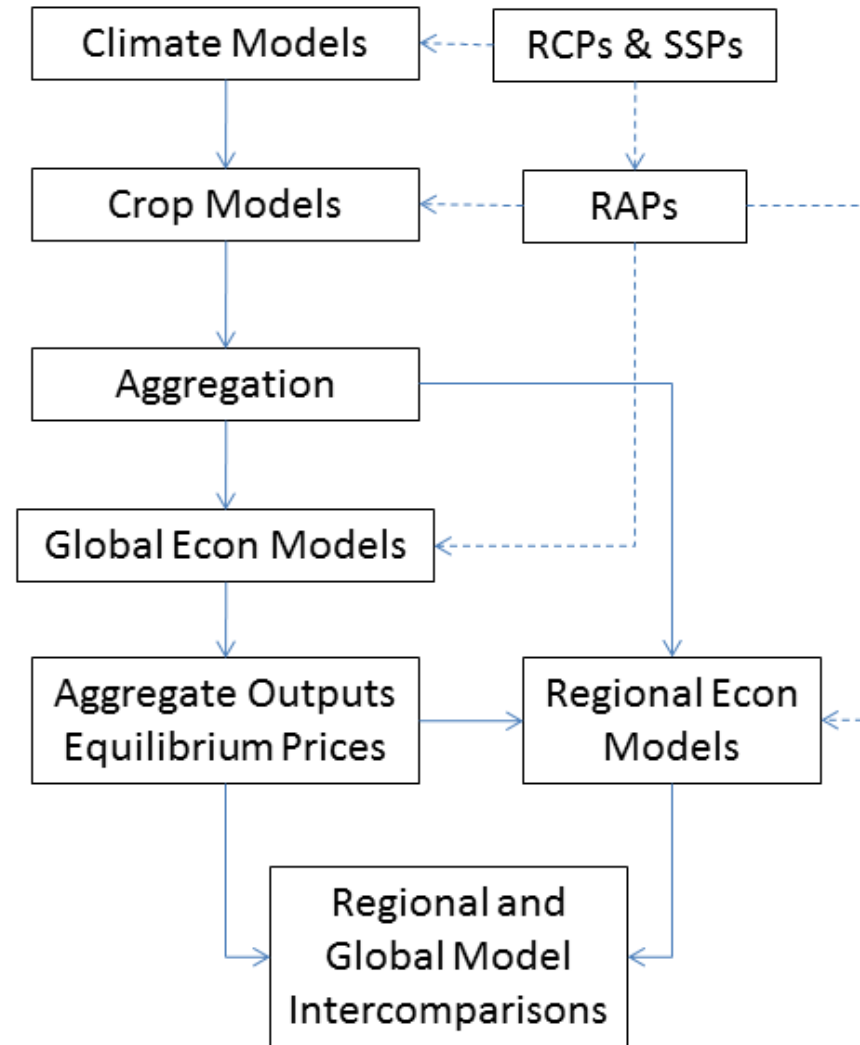 Climate Models
RCPs & SSPs
Crop Models
RAPs
Aggregation
Global Econ Models
Aggregate Outputs
Equilibrium Prices
Regional Econ
Models
Regional and
Global Model
Intercomparisons